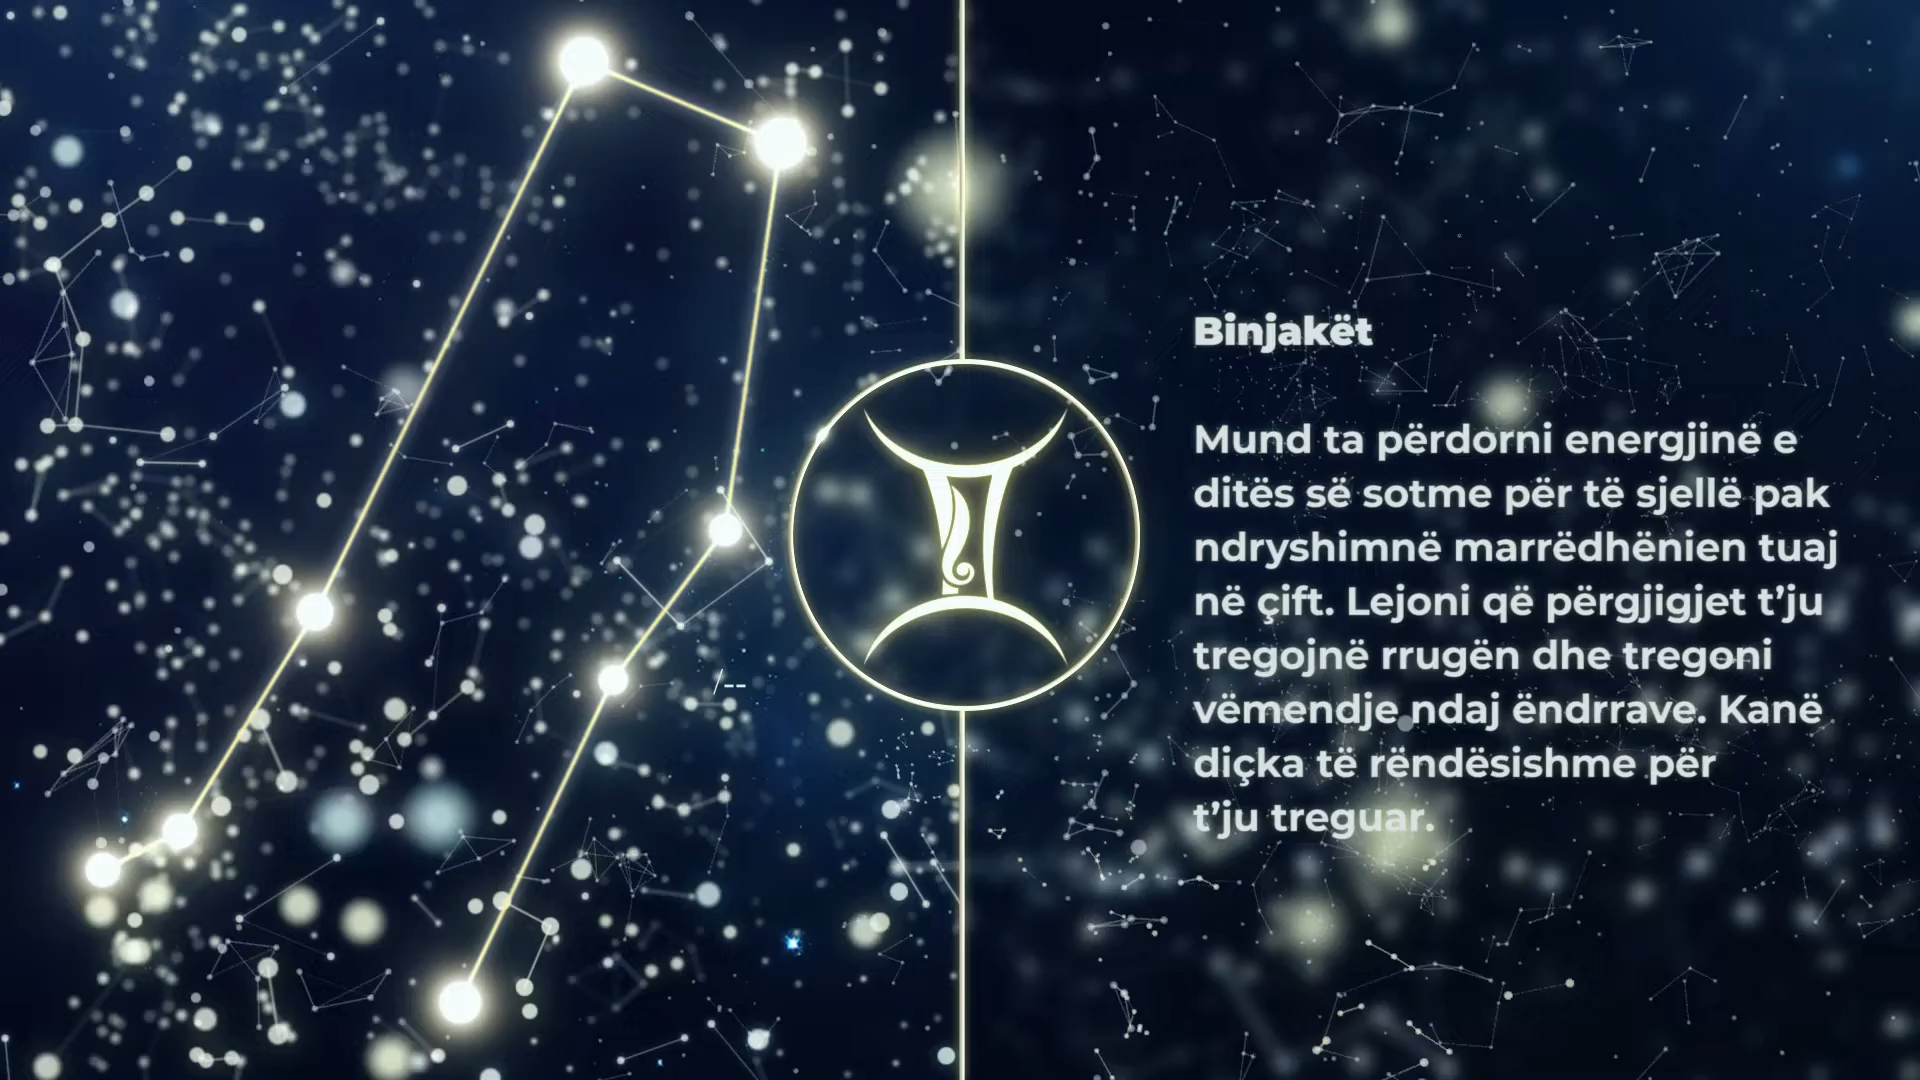 Binjakët
Mund ta përdorni energjinë e
ditës së sotme për të sjellë pak
ndryshimnë marrëdhënien tuaj
në çift. Lejoni që përgjigjet t’ju
tregojnë rrugën dhe tregoni
vëmendje ndaj ëndrrave. Kanë
diçka të rëndësishme për
t’ju treguar.